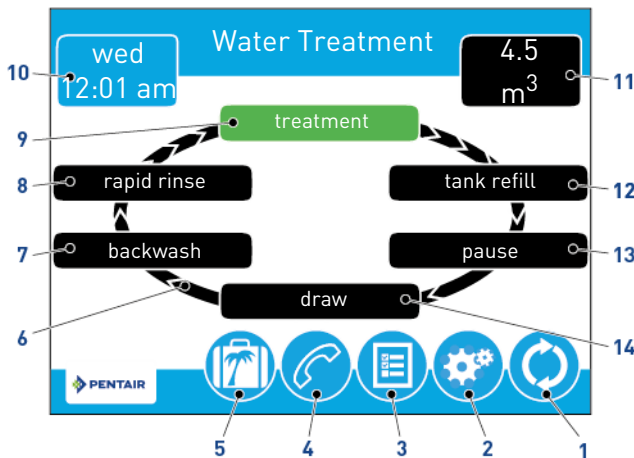 wed
12:01 am
Water Treatment
4.5
m³
10
11
treatment
9
rapid rinse
tank refill
8
12
backwash
pause
7
13
draw
6
14
PENTAIR
5
4
3
2
1